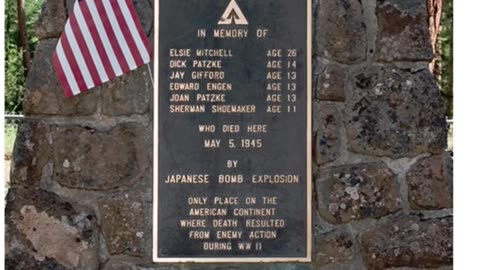 IN MEMORY OF
ELSIE MITCHELL AGE 26
DICK PATZKE AGE 14
JAY GIFFORD AGE 13
EDWARD ENGEN AGE 13
JOAN PATZKE AGE 13
SHERMAN SHOEMAKER AGE 11
WHO DIED HERE
MAY 5, 1945
BY
JAPANESE BOMB EXPLOSION
ONLY PLACE ON THE
AMERICAN CONTINENT
WHERE DEATH RESULTED
FROM ENEMY ACTION
DURING WW II